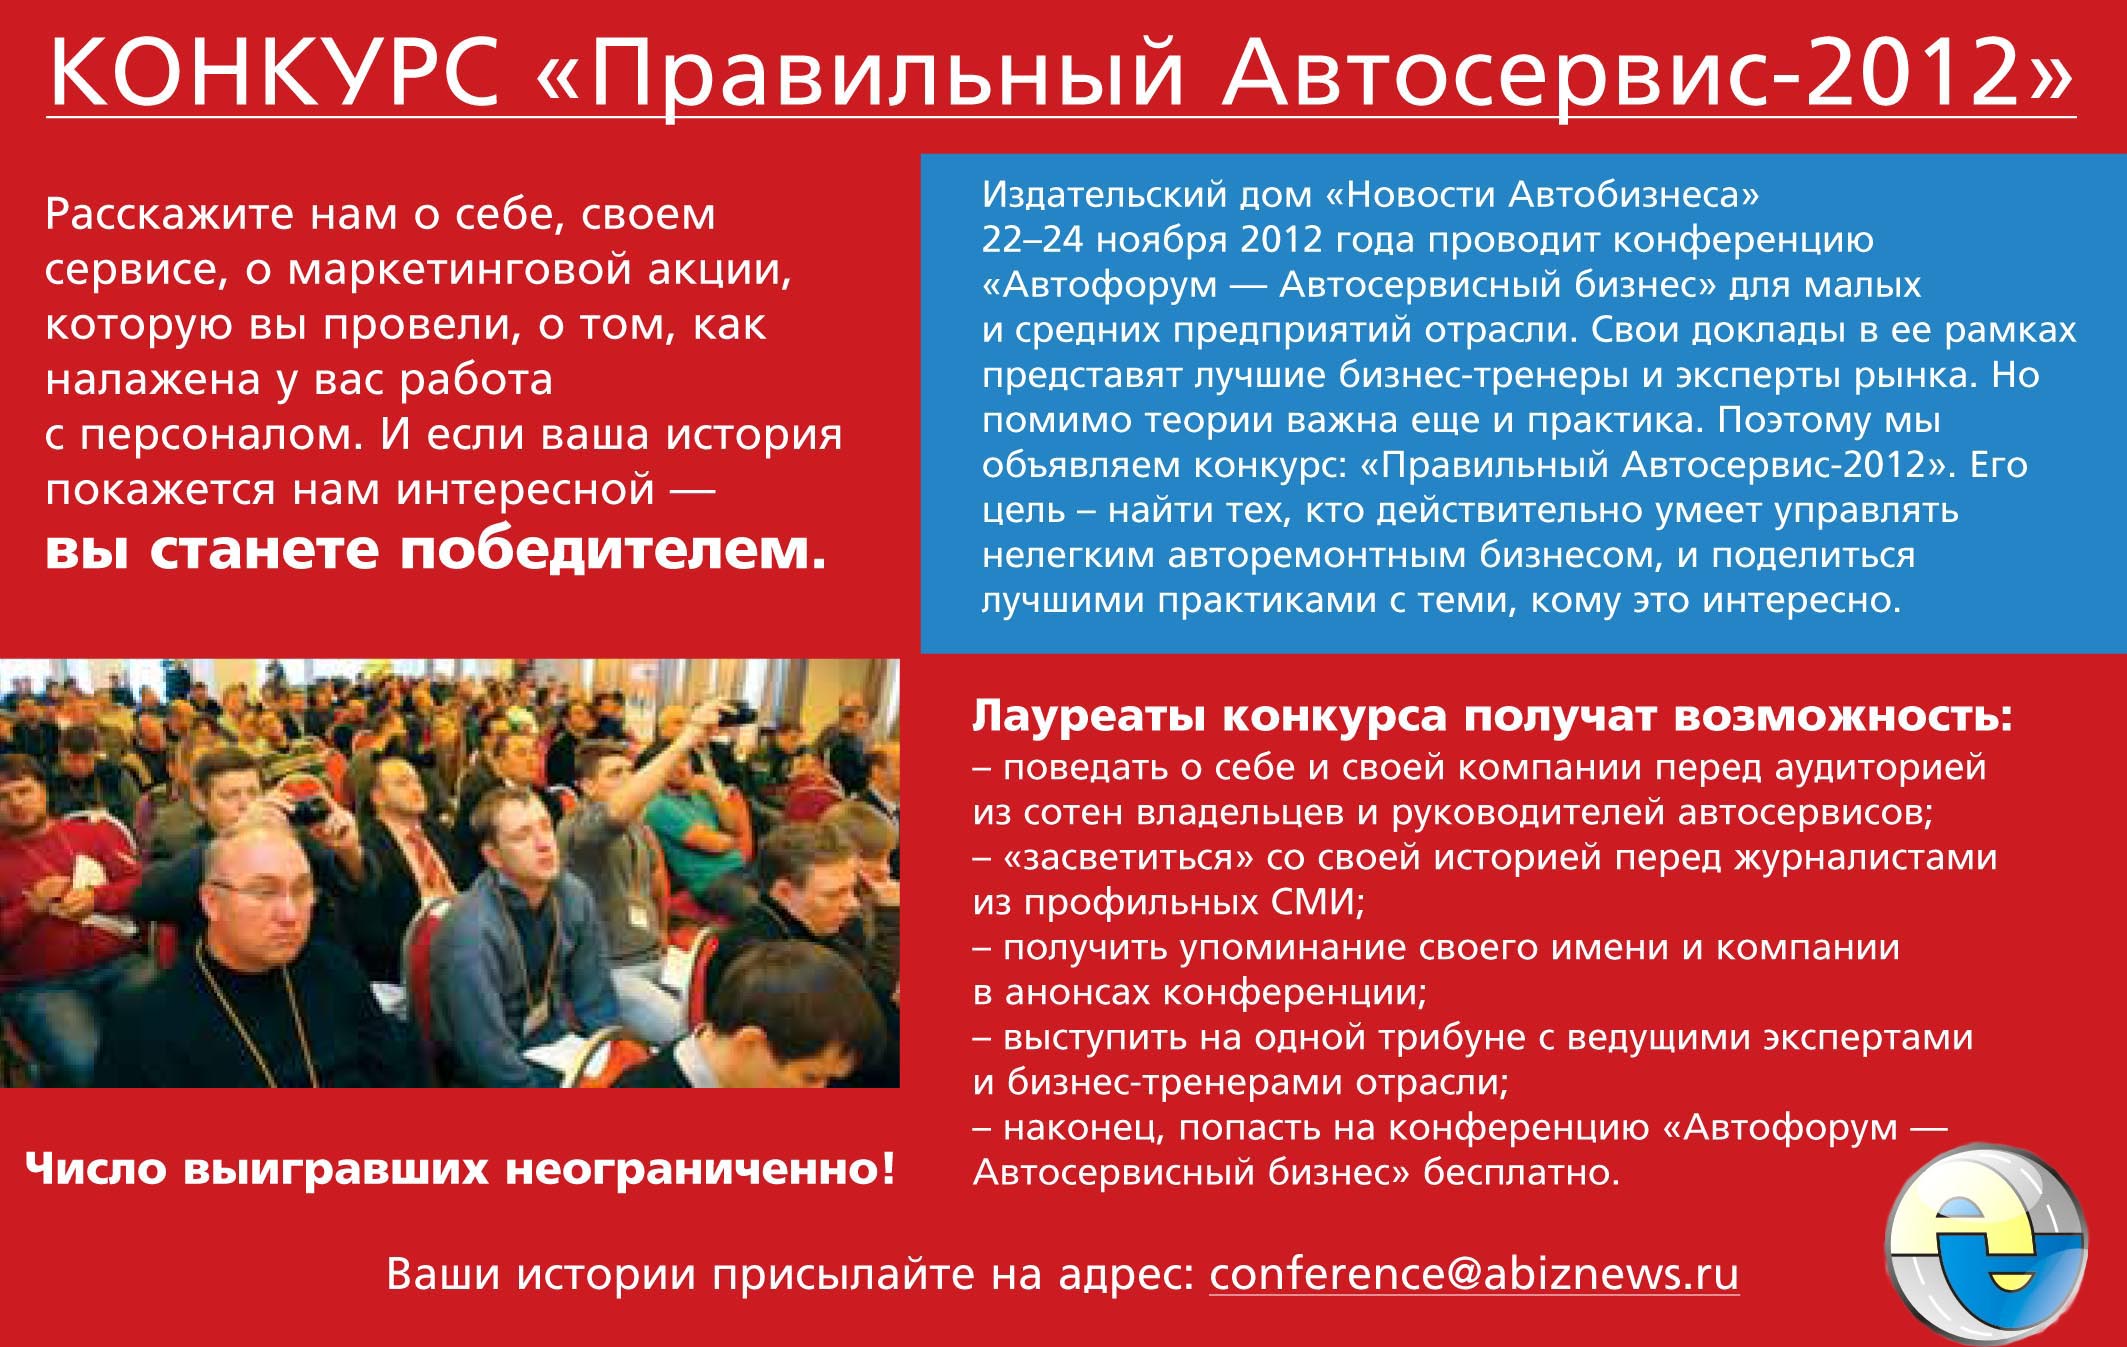 КОНКУРС «Правильный Автосервис-2012»
Расскажите нам о себе, своем
сервисе, о маркетинговой акции,
которую вы провели, о том, как
налажена у вас работа
с персоналом. И если ваша история
покажется нам интересной —
вы станете победителем.
Издательский дом «Новости Автобизнеса»
22–24 ноября 2012 года проводит конференцию
«Автофорум — Автосервисный бизнес» для малых
и средних предприятий отрасли. Свои доклады в ее рамках
представят лучшие бизнес-тренеры и эксперты рынка. Но
помимо теории важна еще и практика. Поэтому мы
объявляем конкурс: «Правильный Автосервис-2012». Его
цель – найти тех, кто действительно умеет управлять
нелегким авторемонтным бизнесом, и поделиться
лучшими практиками с теми, кому это интересно.
Лауреаты конкурса получат возможность:
– поведать о себе и своей компании перед аудиторией
из сотен владельцев и руководителей автосервисов;
– «засветиться» со своей историей перед журналистами
из профильных СМИ;
– получить упоминание своего имени и компании
в анонсах конференции;
– выступить на одной трибуне с ведущими экспертами
и бизнес-тренерами отрасли;
– наконец, попасть на конференцию «Автофорум —
Автосервисный бизнес» бесплатно.
Число выигравших неограниченно!
Ваши истории присылайте на адрес: conference@abiznews.ru